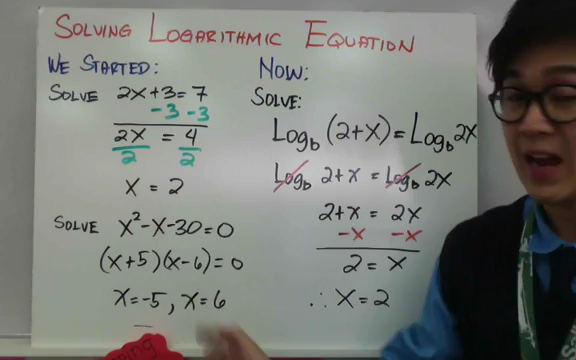 SOLVING LOGARITHMIC EQUATION
WE STARTED:
SOLVE 2x+3=7
-3 -3
2x = 4
2 2
x = 2
SOLVE x²-x-30=0
(x+5)(x-6)=0
x=-5, x=6
NOW:
SOLVE:
Log_b (2+x) = Log_b 2x
Log_b 2+x = Log_b 2x
2+x = 2x
-x -x
2 = x
∴ x = 2